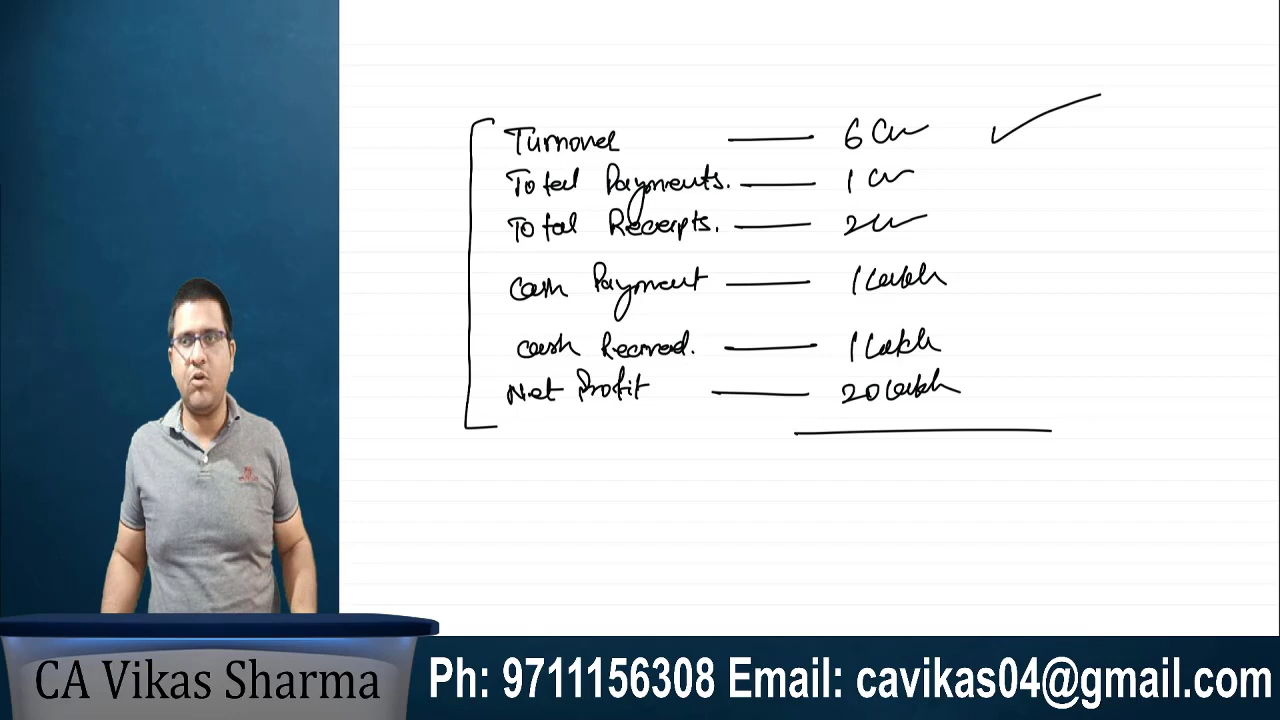 Turnover — 6 Cr
Total Payments. — 1 Cr
Total Receipts. — 2 Cr
Cash Payment — 1 Lakh
Cash Received. — 1 Lakh
Net Profit — 20 Lakh
CA Vikas Sharma
Ph: 9711156308 Email: cavikas04@gmail.com